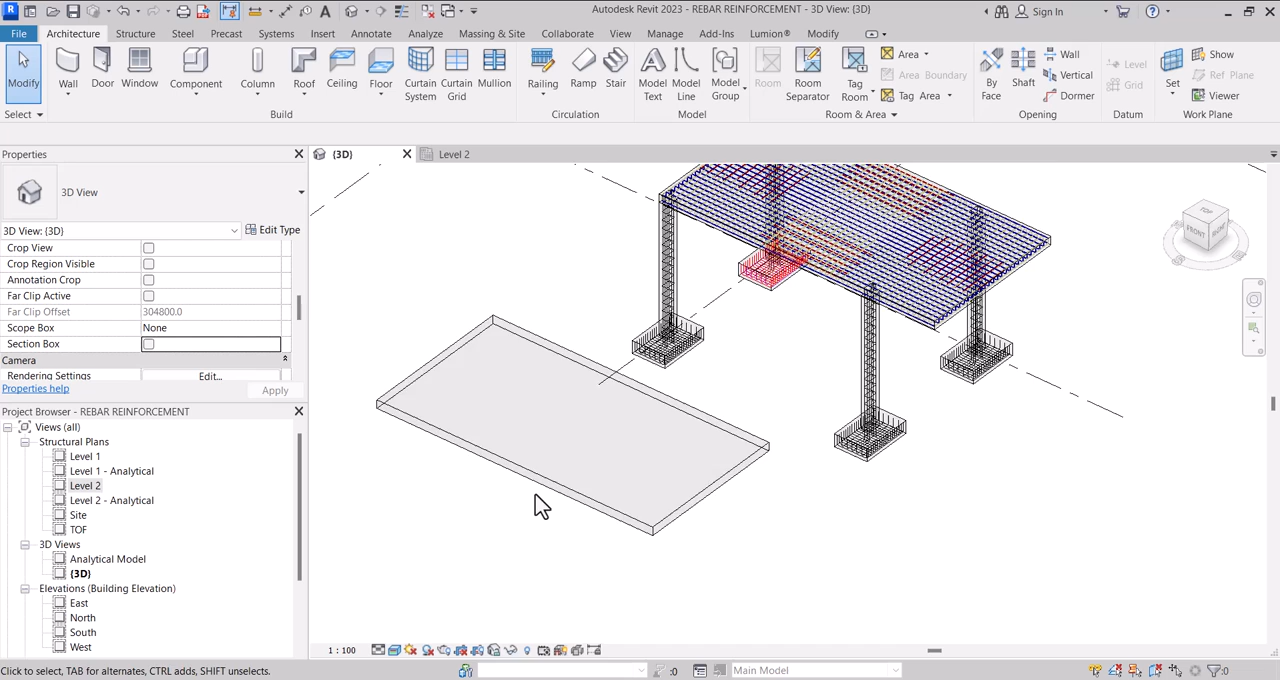 Autodesk Revit 2023 - REBAR REINFORCEMENT - 3D View: {3D}
Sign In
File Architecture Structure Steel Precast Systems Insert Annotate Analyze Massing & Site Collaborate View Manage Add-Ins Lumion® Modify
Modify
Wall
Door
Window
Component
Column
Roof
Ceiling
Floor
Curtain
System
Curtain
Grid
Mullion
Railing
Ramp
Stair
Model
Text
Model
Line
Model
Group
Room
Room
Separator
Tag
Room
Area
Area Boundary
Tag Area
By
Face
Shaft
Wall
Vertical
Dormer
Level
Grid
Set
Show
Ref Plane
Viewer
Select
Build
Circulation
Model
Room & Area
Opening
Datum
Work Plane
Properties
{3D}
Level 2
3D View
3D View: {3D}
Edit Type
Crop View
Crop Region Visible
Annotation Crop
Far Clip Active
Far Clip Offset 304800.0
Scope Box None
Section Box
Camera
Rendering Settings Edit...
Properties help
Apply
Project Browser - REBAR REINFORCEMENT
Views (all)
Structural Plans
Level 1
Level 1 - Analytical
Level 2
Level 2 - Analytical
Site
TOF
3D Views
Analytical Model
{3D}
Elevations (Building Elevation)
East
North
South
West
TOP
FRONT
1 : 100
Click to select, TAB for alternates, CTRL adds, SHIFT unselects.
:0
Main Model
:0